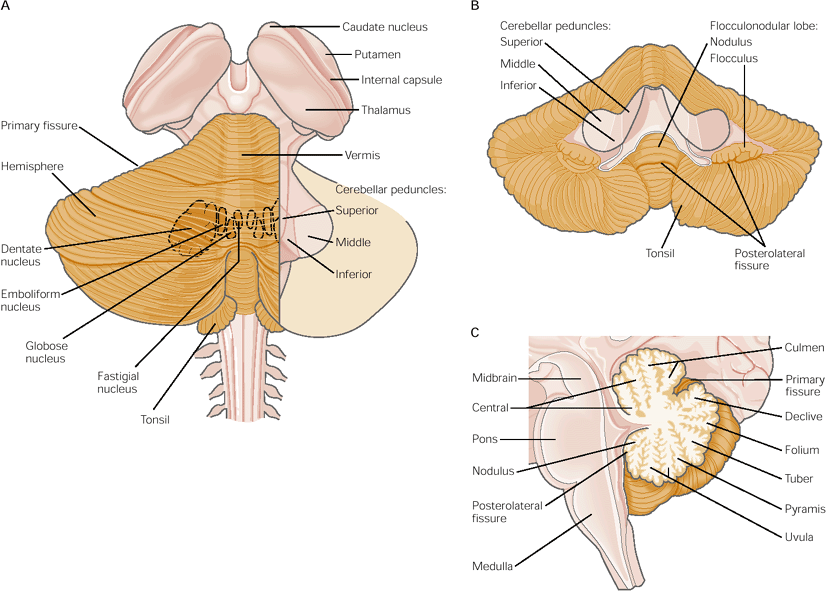 A
Caudate nucleus
Putamen
Internal capsule
Thalamus
Primary fissure
Vermis
Hemisphere
Cerebellar peduncles:
Superior
Middle
Inferior
Dentate
nucleus
Emboliform
nucleus
Globose
nucleus
Fastigial
nucleus
Tonsil
B
Cerebellar peduncles:
Superior
Middle
Inferior
Flocculonodular lobe:
Nodulus
Flocculus
Tonsil
Posterolateral
fissure
C
Midbrain
Central
Pons
Nodulus
Posterolateral
fissure
Medulla
Culmen
Primary
fissure
Declive
Folium
Tuber
Pyramis
Uvula